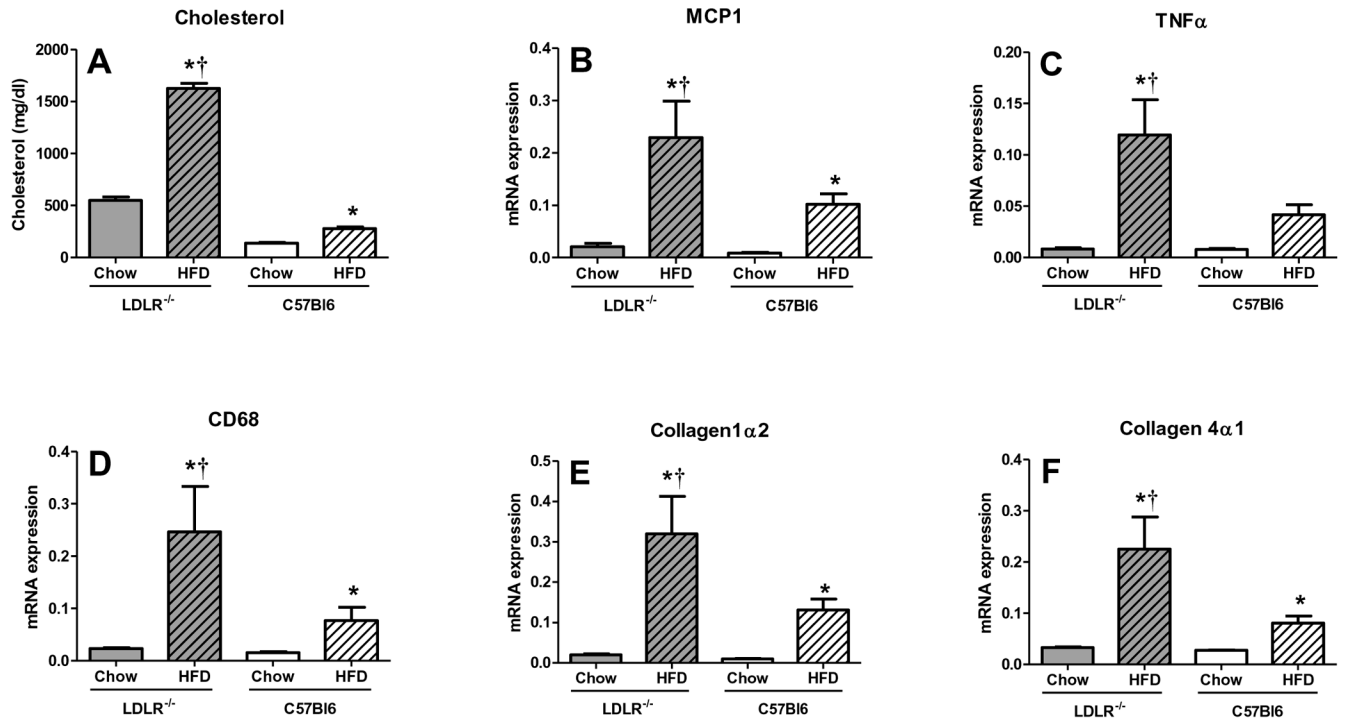 Cholesterol
A
Cholesterol (mg/dl)
2000
1500
1000
500
0
*†
*
Chow HFD Chow HFD
LDLR-/- C57Bl6
MCP1
B
mRNA expression
0.4
0.3
0.2
0.1
0.0
*†
*
Chow HFD Chow HFD
LDLR-/- C57Bl6
TNFα
C
mRNA expression
0.20
0.15
0.10
0.05
0.00
*†
Chow HFD Chow HFD
LDLR-/- C57Bl6
CD68
D
mRNA expression
0.4
0.3
0.2
0.1
0.0
*†
*
Chow HFD Chow HFD
LDLR-/- C57Bl6
Collagen1α2
E
mRNA expression
0.5
0.4
0.3
0.2
0.1
0.0
*†
*
Chow HFD Chow HFD
LDLR-/- C57Bl6
Collagen 4α1
F
mRNA expression
0.4
0.3
0.2
0.1
0.0
*†
*
Chow HFD Chow HFD
LDLR-/- C57Bl6